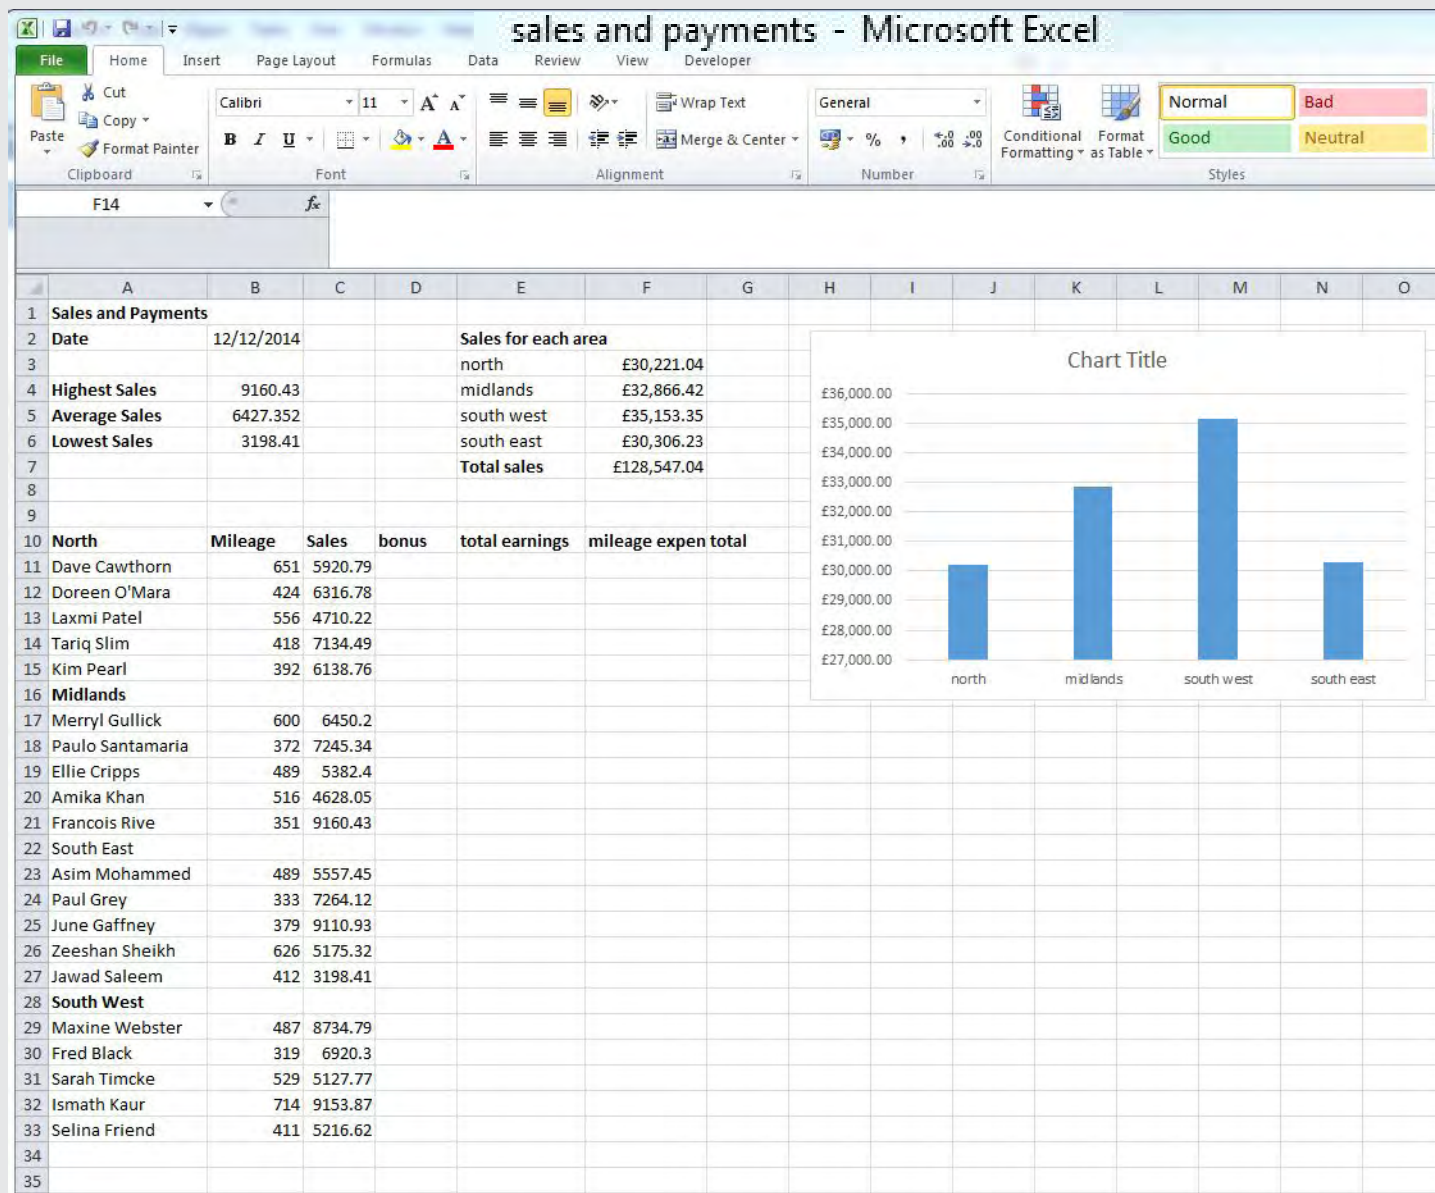 sales and payments - Microsoft Excel
File Home Insert Page Layout Formulas Data Review View Developer
Cut
Copy
Format Painter
Paste
Clipboard
Calibri 11
B I U
Font
Wrap Text
Merge & Center
Alignment
General
% ,
Number
Conditional Formatting
Format as Table
Normal Bad
Good Neutral
Styles
F14 fx
A B C D E F G H I J K L M N O
1 Sales and Payments
2 Date 12/12/2014 Sales for each area
3 north £30,221.04
4 Highest Sales 9160.43 midlands £32,866.42
5 Average Sales 6427.352 south west £35,153.35
6 Lowest Sales 3198.41 south east £30,306.23
7 Total sales £128,547.04
8
9
10 North Mileage Sales bonus total earnings mileage expen total
11 Dave Cawthorn 651 5920.79
12 Doreen O'Mara 424 6316.78
13 Laxmi Patel 556 4710.22
14 Tariq Slim 418 7134.49
15 Kim Pearl 392 6138.76
16 Midlands
17 Merryl Gullick 600 6450.2
18 Paulo Santamaria 372 7245.34
19 Ellie Cripps 489 5382.4
20 Amika Khan 516 4628.05
21 Francois Rive 351 9160.43
22 South East
23 Asim Mohammed 489 5557.45
24 Paul Grey 333 7264.12
25 June Gaffney 379 9110.93
26 Zeeshan Sheikh 626 5175.32
27 Jawad Saleem 412 3198.41
28 South West
29 Maxine Webster 487 8734.79
30 Fred Black 319 6920.3
31 Sarah Timcke 529 5127.77
32 Ismath Kaur 714 9153.87
33 Selina Friend 411 5216.62
34
35
Chart Title
£36,000.00
£35,000.00
£34,000.00
£33,000.00
£32,000.00
£31,000.00
£30,000.00
£29,000.00
£28,000.00
£27,000.00
north midlands south west south east